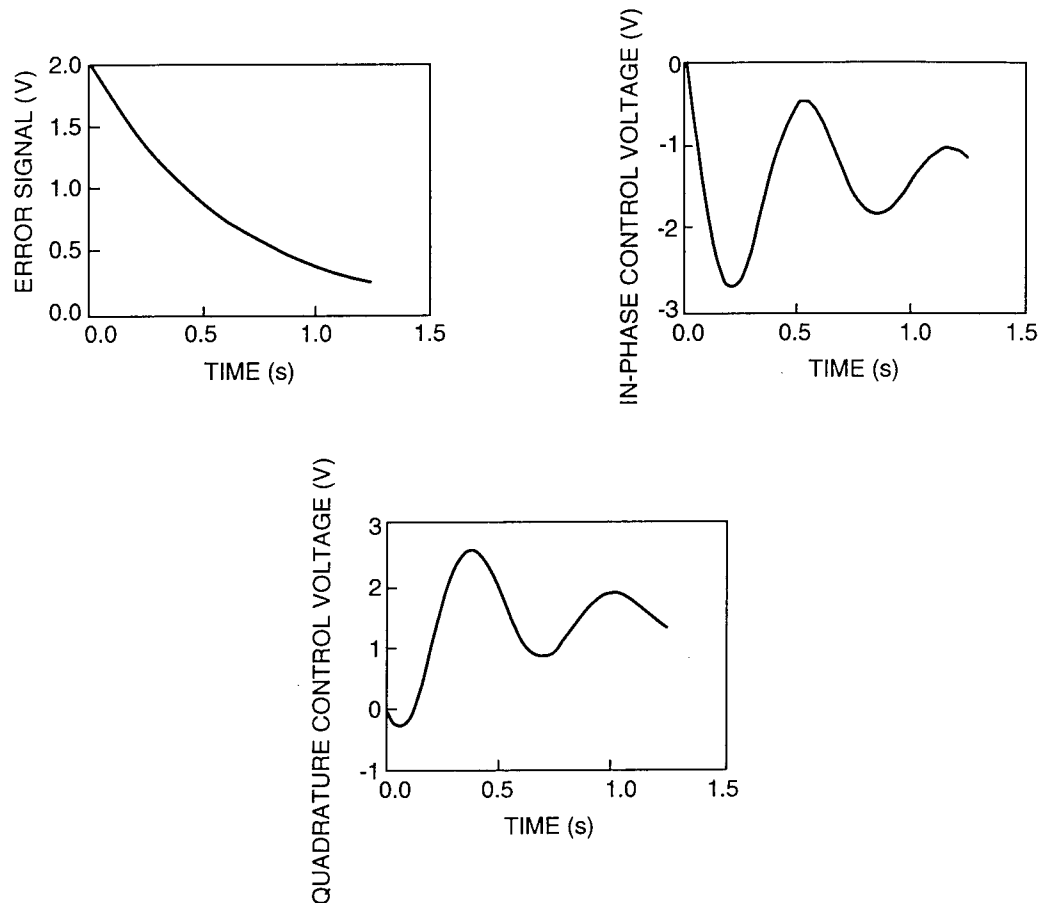 ERROR SIGNAL (V)
2.0
1.5
1.0
0.5
0.0
0.0 0.5 1.0 1.5
TIME (s)
IN-PHASE CONTROL VOLTAGE (V)
0
-1
-2
-3
0.0 0.5 1.0 1.5
TIME (s)
QUADRATURE CONTROL VOLTAGE (V)
3
2
1
0
-1
0.0 0.5 1.0 1.5
TIME (s)